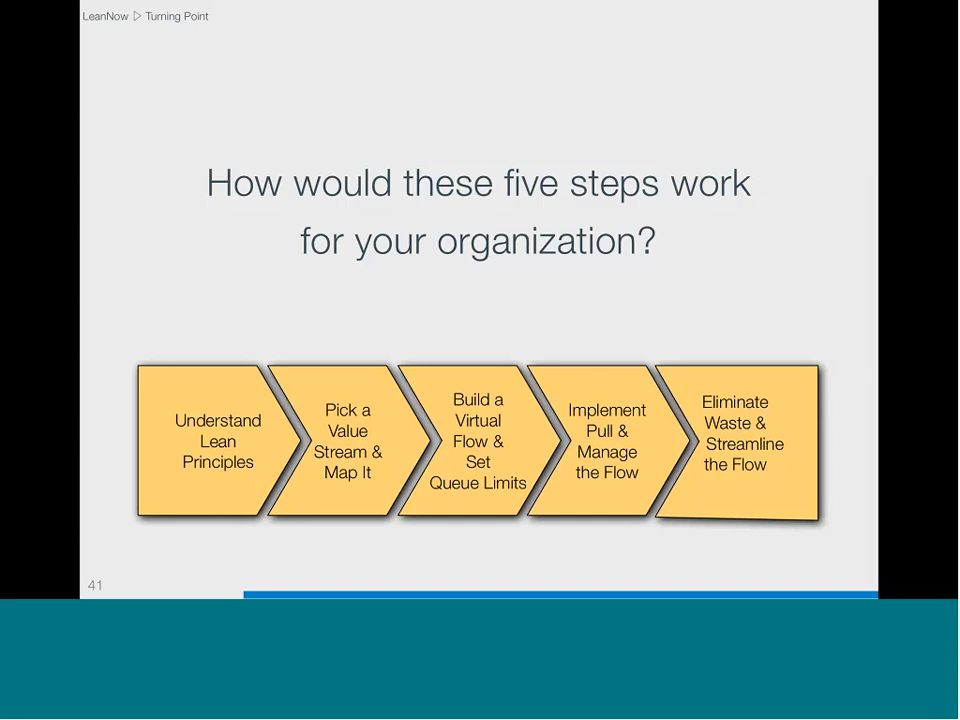 LeanNow ▷ Turning Point
How would these five steps work
for your organization?
Understand
Lean
Principles
Pick a
Value
Stream &
Map It
Build a
Virtual
Flow &
Set
Queue Limits
Implement
Pull &
Manage
the Flow
Eliminate
Waste &
Streamline
the Flow
41